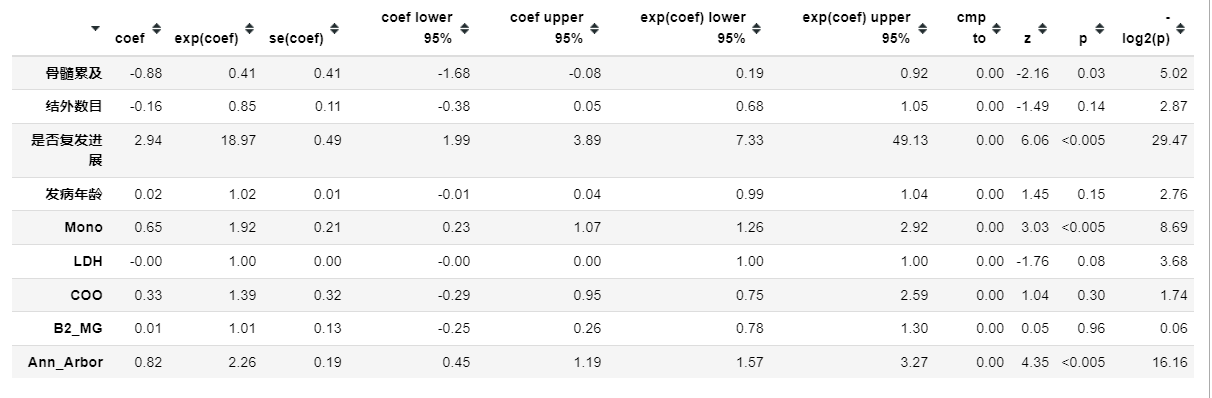 coef exp(coef) se(coef) coef lower 95% coef upper 95% exp(coef) lower 95% exp(coef) upper 95% cmp to z p -log2(p)
骨髓累及 -0.88 0.41 0.41 -1.68 -0.08 0.19 0.92 0.00 -2.16 0.03 5.02
结外数目 -0.16 0.85 0.11 -0.38 0.05 0.68 1.05 0.00 -1.49 0.14 2.87
是否复发进展 2.94 18.97 0.49 1.99 3.89 7.33 49.13 0.00 6.06 <0.005 29.47
发病年龄 0.02 1.02 0.01 -0.01 0.04 0.99 1.04 0.00 1.45 0.15 2.76
Mono 0.65 1.92 0.21 0.23 1.07 1.26 2.92 0.00 3.03 <0.005 8.69
LDH -0.00 1.00 0.00 -0.00 0.00 1.00 1.00 0.00 -1.76 0.08 3.68
COO 0.33 1.39 0.32 -0.29 0.95 0.75 2.59 0.00 1.04 0.30 1.74
B2_MG 0.01 1.01 0.13 -0.25 0.26 0.78 1.30 0.00 0.05 0.96 0.06
Ann_Arbor 0.82 2.26 0.19 0.45 1.19 1.57 3.27 0.00 4.35 <0.005 16.16